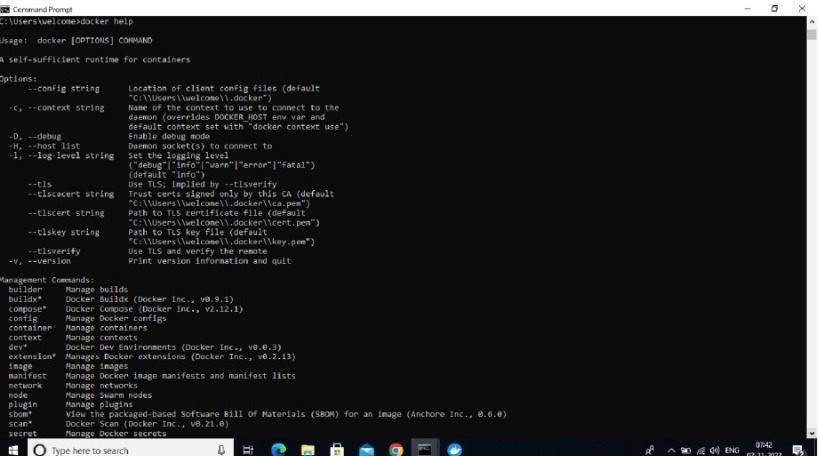 Command Prompt
C:\Users\welcome>docker help
Usage:  docker [OPTIONS] COMMAND
A self-sufficient runtime for containers
Options:
      --config string      Location of client config files (default
                           "C:\\Users\\welcome\\.docker")
  -c, --context string     Name of the context to use to connect to the
                           daemon (overrides DOCKER_HOST env var and
                           default context set with "docker context use")
  -D, --debug              Enable debug mode
  -H, --host list          Daemon socket(s) to connect to
  -l, --log-level string   Set the logging level
                           ("debug"|"info"|"warn"|"error"|"fatal")
                           (default "info")
      --tls                Use TLS; implied by --tlsverify
      --tlscacert string   Trust certs signed only by this CA (default
                           "C:\\Users\\welcome\\.docker\\ca.pem")
      --tlscert string     Path to TLS certificate file (default
                           "C:\\Users\\welcome\\.docker\\cert.pem")
      --tlskey string      Path to TLS key file (default
                           "C:\\Users\\welcome\\.docker\\key.pem")
      --tlsverify          Use TLS and verify the remote
  -v, --version            Print version information and quit
Management Commands:
  builder     Manage builds
  buildx*     Docker Buildx (Docker Inc., v0.9.1)
  compose*    Docker Compose (Docker Inc., v2.12.1)
  config      Manage Docker configs
  container   Manage containers
  context     Manage contexts
  dev*        Docker Dev Environments (Docker Inc., v0.0.3)
  extension*  Manages Docker extensions (Docker Inc., v0.2.13)
  image       Manage images
  manifest    Manage Docker image manifests and manifest lists
  network     Manage networks
  node        Manage Swarm nodes
  plugin      Manage plugins
  sbom*       View the packaged-based Software Bill Of Materials (SBOM) for an image (Anchore Inc., 0.6.0)
  scan*       Docker Scan (Docker Inc., v0.21.0)
  secret      Manage Docker secrets
Type here to search
ENG
07:42